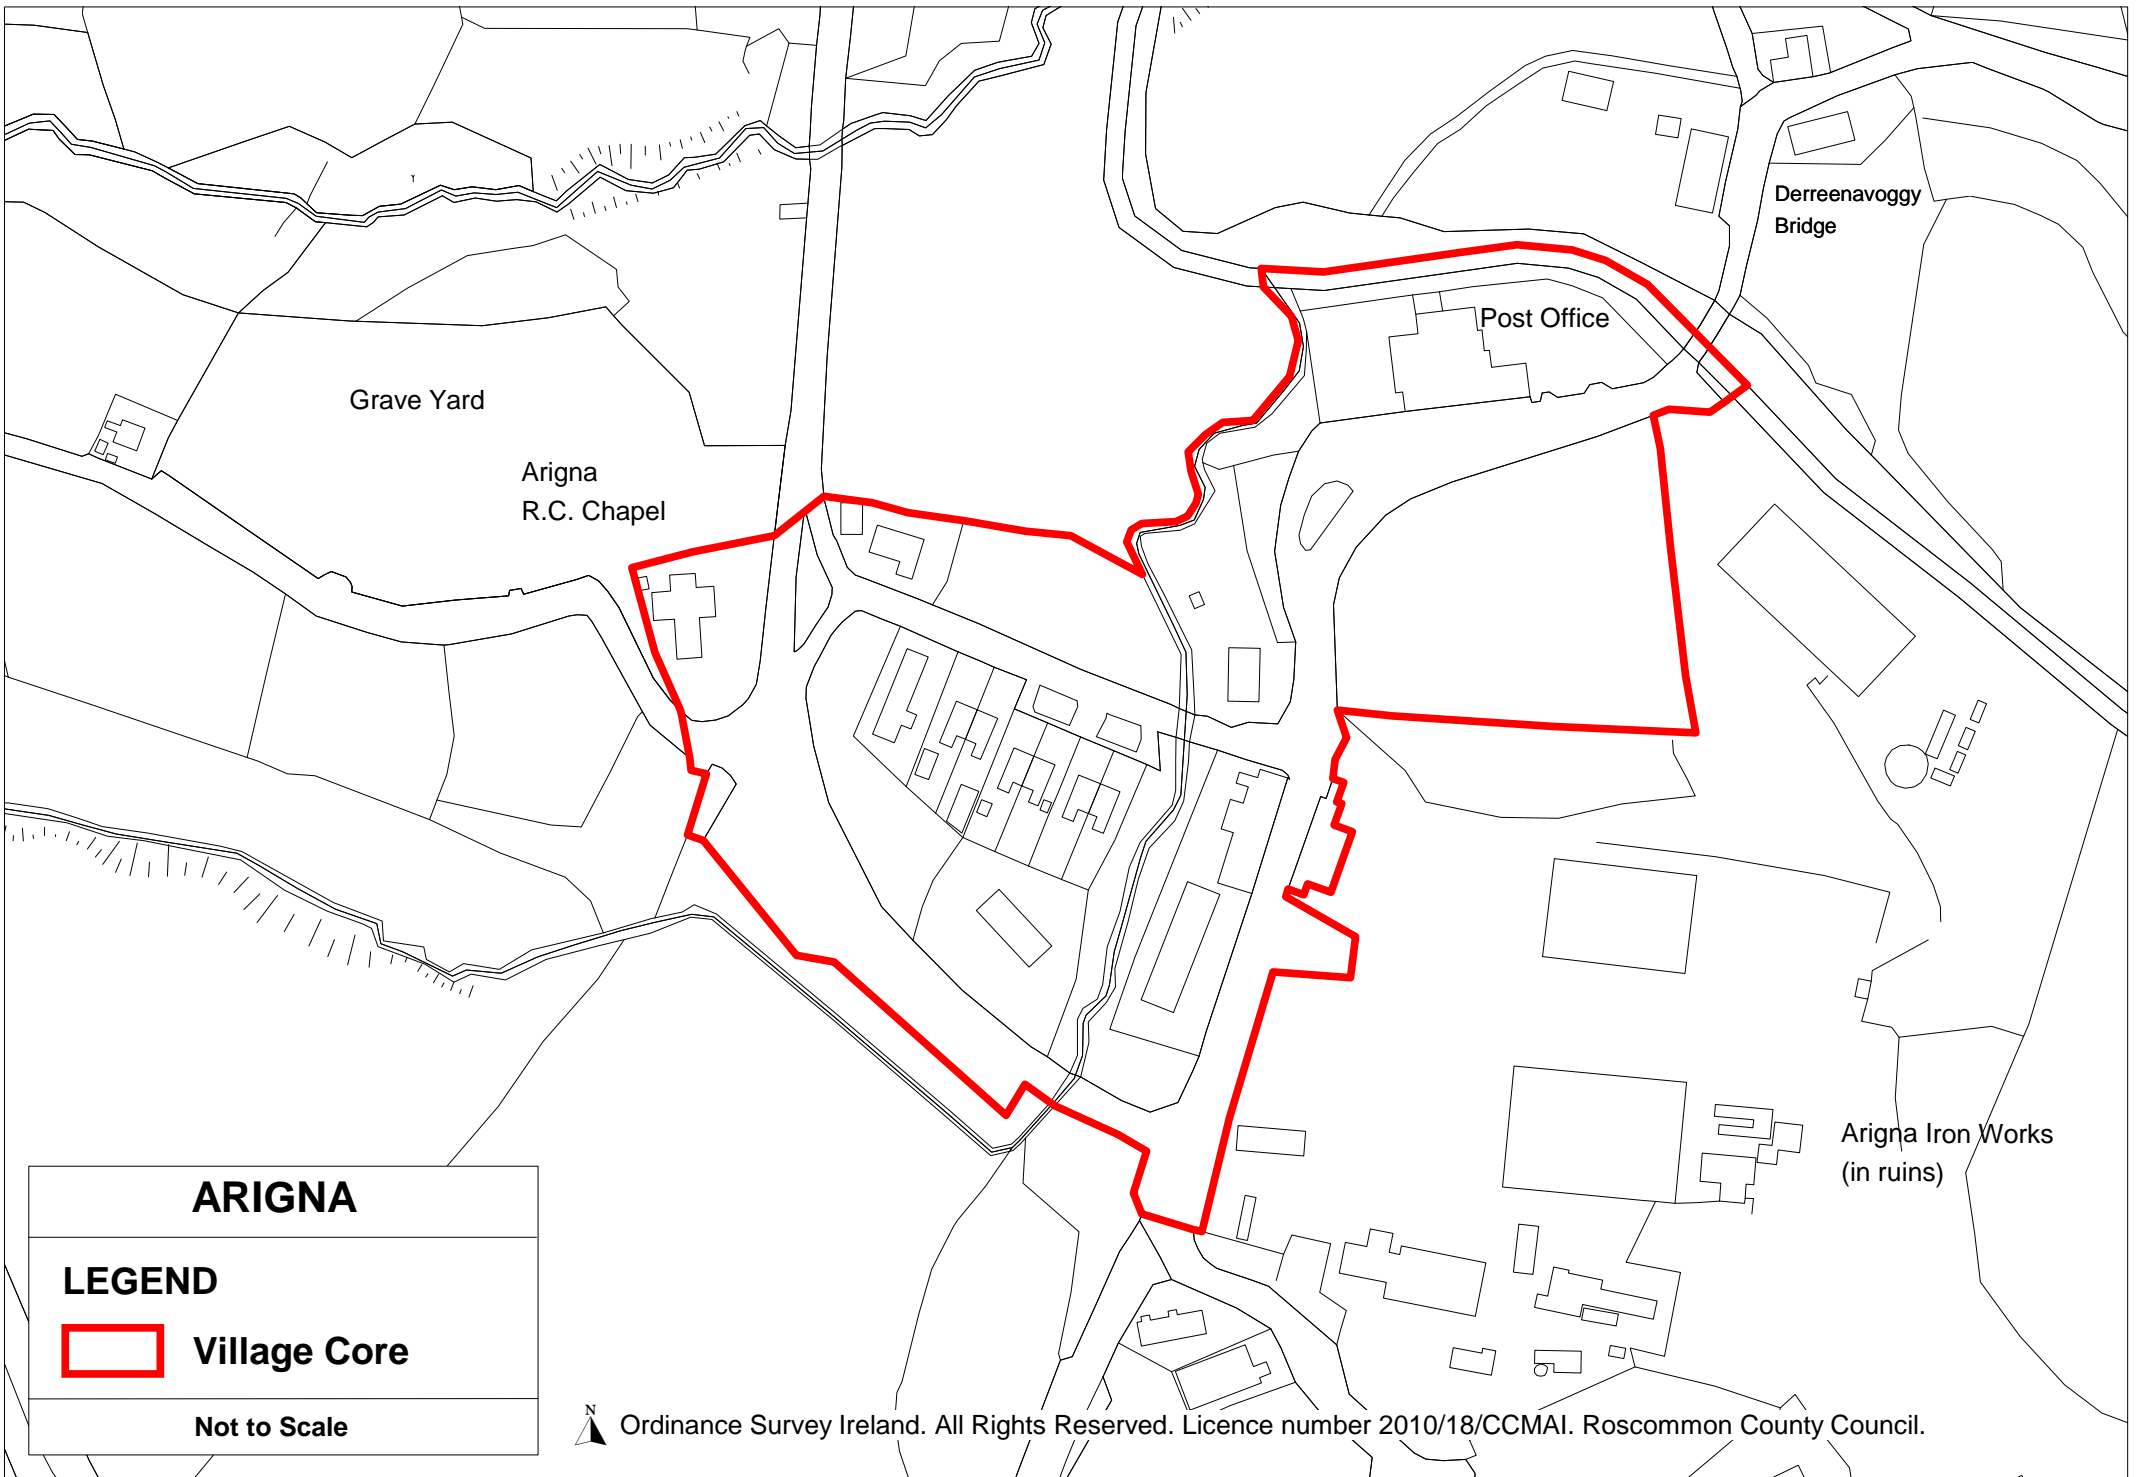 Derreenavoggy
Bridge
Post Office
Grave Yard
Arigna
R.C. Chapel
Arigna Iron Works
(in ruins)
ARIGNA
LEGEND
Village Core
Not to Scale
N
Ordinance Survey Ireland. All Rights Reserved. Licence number 2010/18/CCMAI. Roscommon County Council.